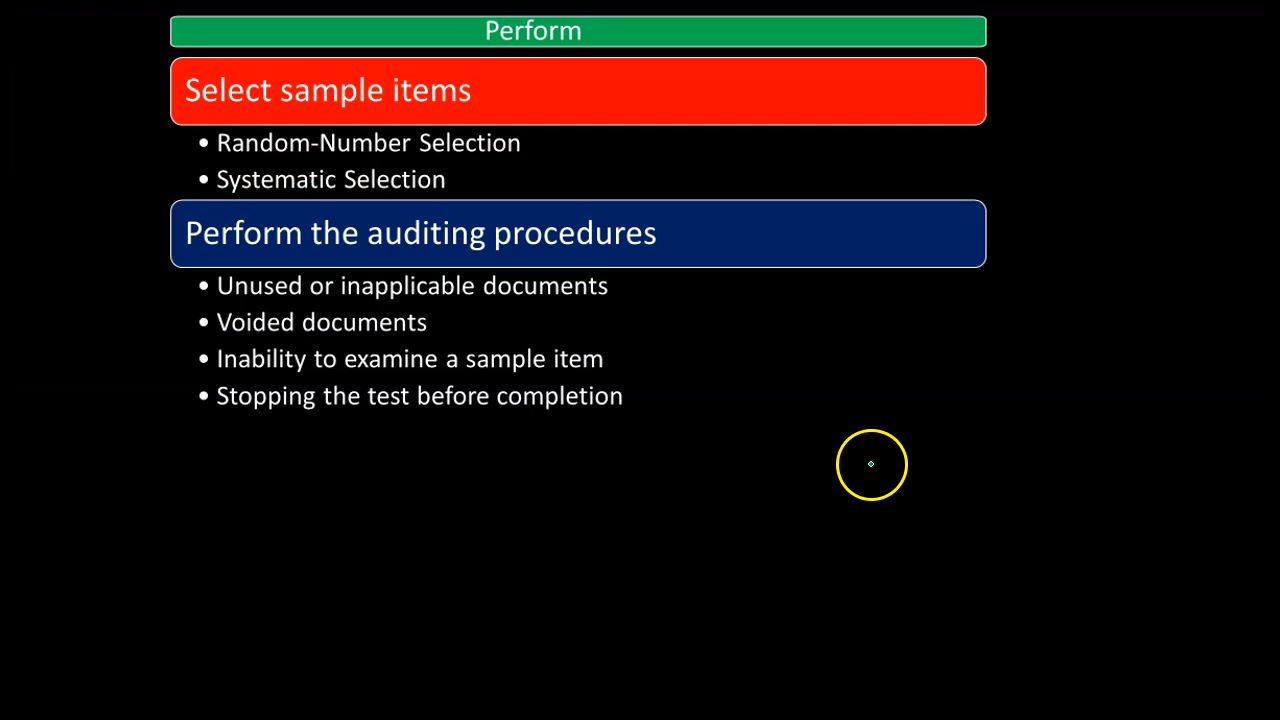 Perform
Select sample items
• Random-Number Selection
• Systematic Selection
Perform the auditing procedures
• Unused or inapplicable documents
• Voided documents
• Inability to examine a sample item
• Stopping the test before completion